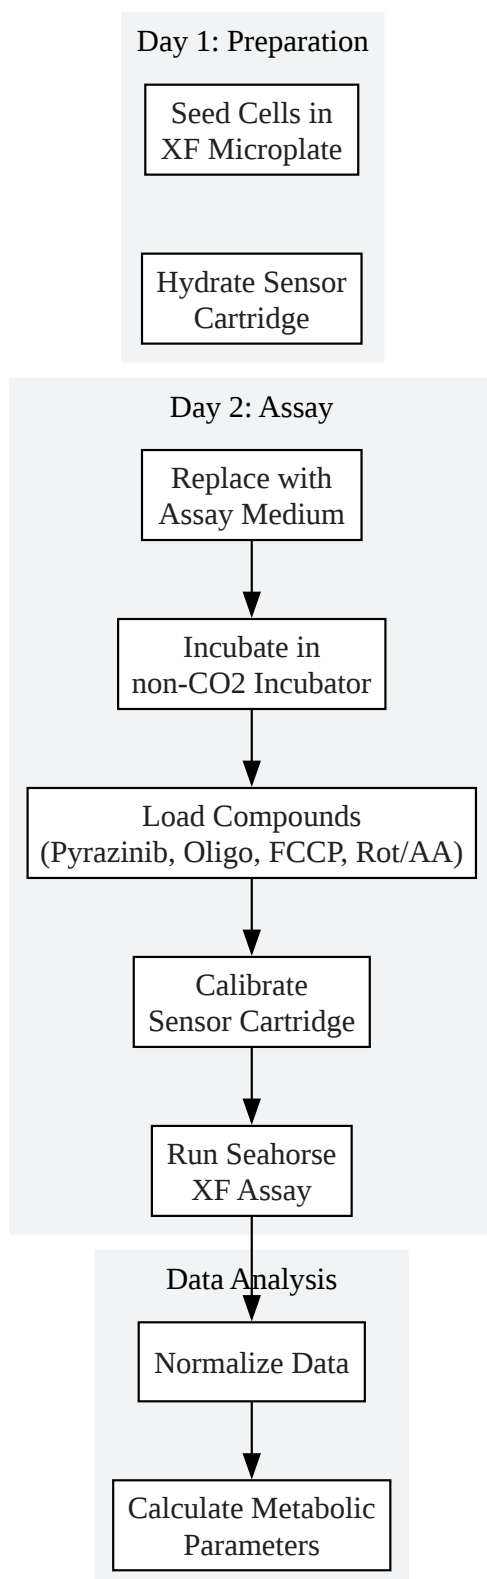 Day 1: Preparation
Seed Cells in
XF Microplate
Hydrate Sensor
Cartridge
Day 2: Assay
Replace with
Assay Medium
Incubate in
non-CO2 Incubator
Load Compounds
(Pyrazinib, Oligo, FCCP, Rot/AA)
Calibrate
Sensor Cartridge
Run Seahorse
XF Assay
Data Analysis
Normalize Data
Calculate Metabolic
Parameters